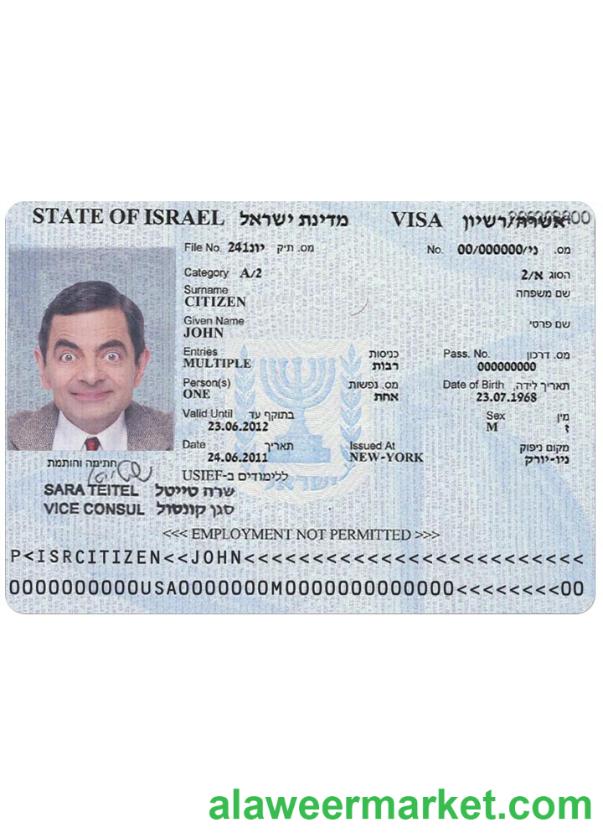 STATE OF ISRAEL מדינת ישראל VISA אשרה/רשיון
File No. 241יונ מס. תיק No. 00/000000/ני מס.
Category A/2 הסוג א/2
Surname שם משפחה
CITIZEN
Given Name שם פרטי
JOHN
Entries כניסות Pass. No. מס. דרכון
MULTIPLE רבות 000000000
Person(s) מס. נפשות Date of Birth, תאריך לידה
ONE אחת 23.07.1968
Valid Until בתוקף עד Sex מין
23.06.2012 M ז
Date תאריך Issued At מקום ניפוק
24.06.2011 NEW-YORK ניו-יורק
חתימה וחותמת ללימודים ב-USIEF
SARA TEITEL שרה טייטל
VICE CONSUL סגן קונסול
<<< EMPLOYMENT NOT PERMITTED >>>
P<ISRCITIZEN<<JOHN<<<<<<<<<<<<<<<<<<<<<<<<<<
0000000000USA0000000M00000000000000<<<<<<<00
ישראל
alaweermarket.com